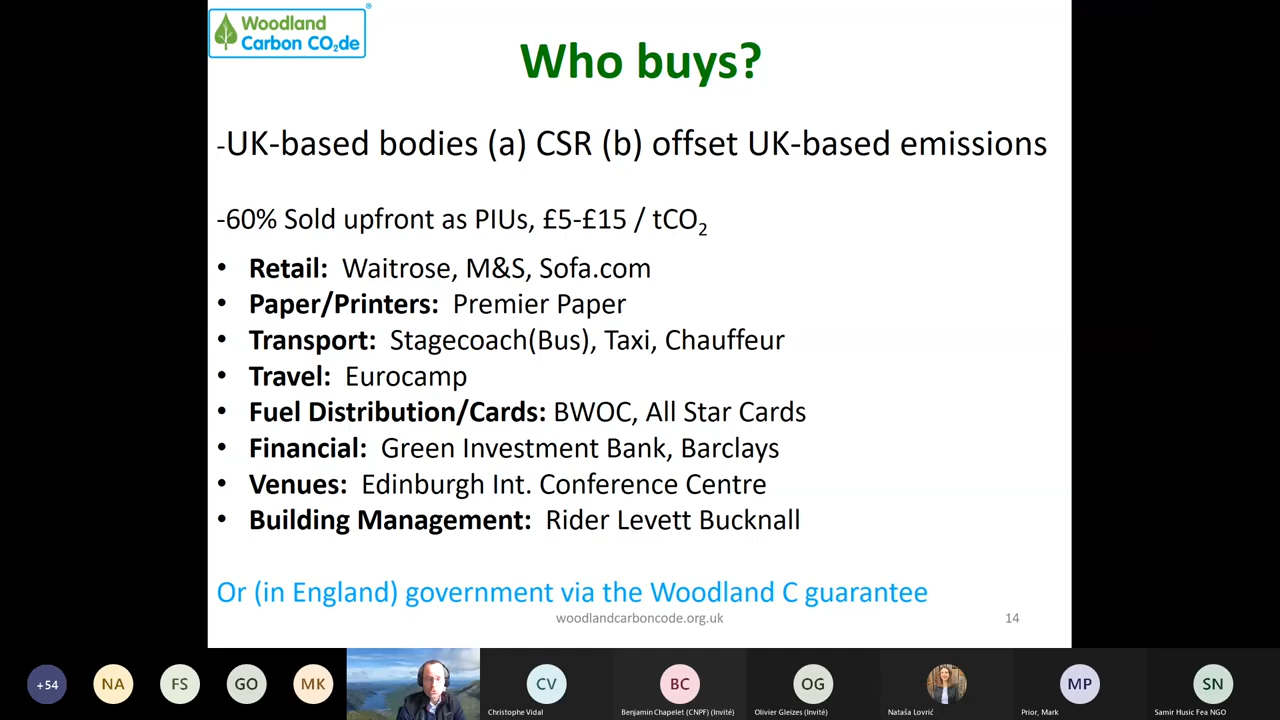 Woodland
Carbon CO2de
®
Who buys?
-UK-based bodies (a) CSR (b) offset UK-based emissions
-60% Sold upfront as PIUs, £5-£15 / tCO₂
• Retail: Waitrose, M&S, Sofa.com
• Paper/Printers: Premier Paper
• Transport: Stagecoach(Bus), Taxi, Chauffeur
• Travel: Eurocamp
• Fuel Distribution/Cards: BWOC, All Star Cards
• Financial: Green Investment Bank, Barclays
• Venues: Edinburgh Int. Conference Centre
• Building Management: Rider Levett Bucknall
Or (in England) government via the Woodland C guarantee
woodlandcarboncode.org.uk
14
+54
NA
FS
GO
MK
CV
BC
OG
MP
SN
Christophe Vidal
Benjamin Chapelet (CNPF) (Invité)
Olivier Gleizes (Invité)
Nataša Lovrić
Prior, Mark
Samir Husic Fea NGO